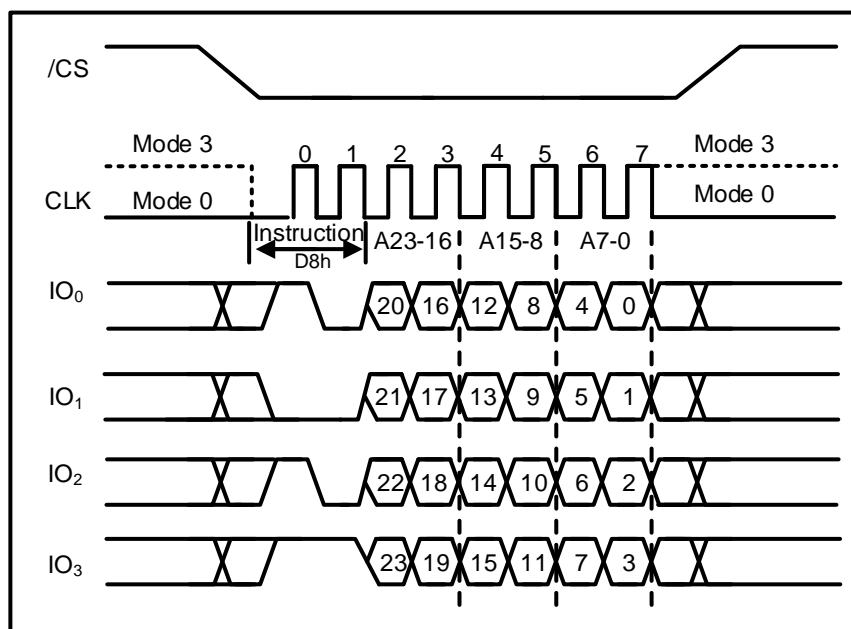 /CS
Mode 3
0 1 2 3 4 5 6 7
Mode 3
CLK
Mode 0
Mode 0
Instruction
A23-16
A15-8
A7-0
D8h
IO0
20 16 12 8 4 0
IO1
21 17 13 9 5 1
IO2
22 18 14 10 6 2
IO3
23 19 15 11 7 3